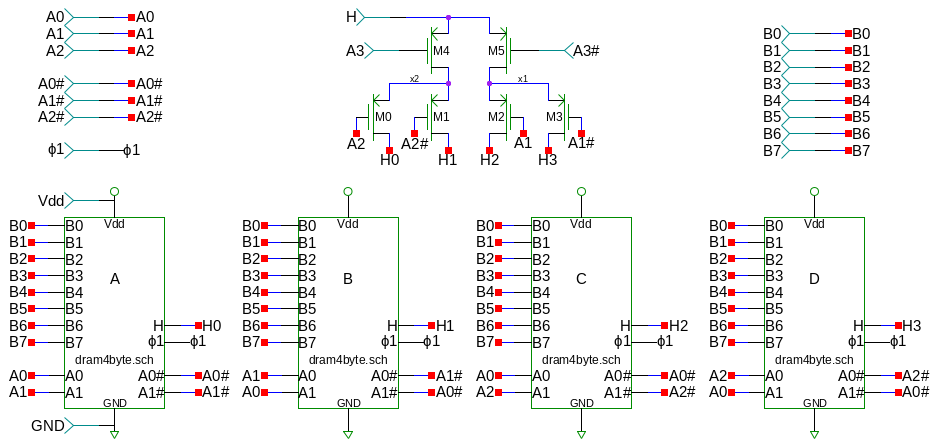 A0 A0
A1 A1
A2 A2
A0# A0#
A1# A1#
A2# A2#
ϕ1 ϕ1
H
A3 M4 M5 A3#
x2 x1
M0 M1 M2 M3
A2 A2# A1 A1#
H0 H1 H2 H3
B0 B0
B1 B1
B2 B2
B3 B3
B4 B4
B5 B5
B6 B6
B7 B7
Vdd
Vdd
B0 B0
B1 B1
B2 B2
B3 B3
B4 B4
B5 B5
B6 B6
B7 B7
A
H H0
ϕ1 ϕ1
dram4byte.sch
A0 A0 A0# A0#
A1 A1 A1# A1#
GND
GND
Vdd
B0 B0
B1 B1
B2 B2
B3 B3
B4 B4
B5 B5
B6 B6
B7 B7
B
H H1
ϕ1 ϕ1
dram4byte.sch
A1 A0 A0# A1#
A0 A1 A1# A0#
GND
Vdd
B0 B0
B1 B1
B2 B2
B3 B3
B4 B4
B5 B5
B6 B6
B7 B7
C
H H2
ϕ1 ϕ1
dram4byte.sch
A0 A0 A0# A0#
A2 A1 A1# A2#
GND
Vdd
B0 B0
B1 B1
B2 B2
B3 B3
B4 B4
B5 B5
B6 B6
B7 B7
D
H H3
ϕ1 ϕ1
dram4byte.sch
A2 A0 A0# A2#
A0 A1 A1# A0#
GND